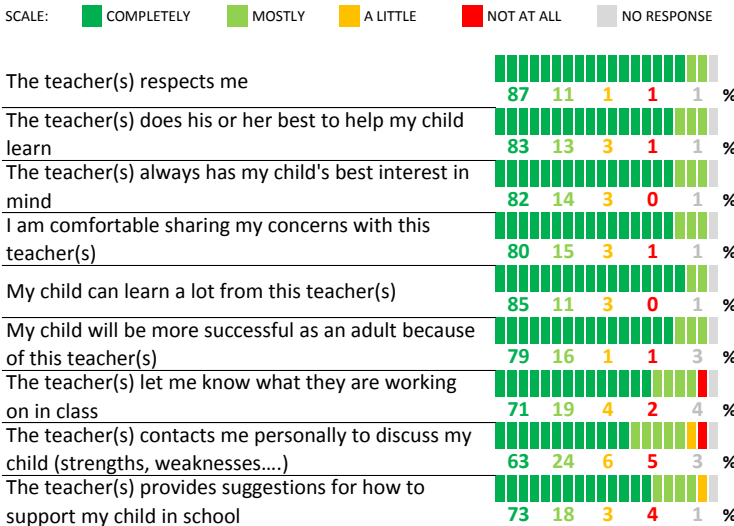 SCALE: COMPLETELY MOSTLY A LITTLE NOT AT ALL NO RESPONSE
The teacher(s) respects me
87 11 1 1 1 %
The teacher(s) does his or her best to help my child
learn
83 13 3 1 1 %
The teacher(s) always has my child's best interest in
mind
82 14 3 0 1 %
I am comfortable sharing my concerns with this
teacher(s)
80 15 3 1 1 %
My child can learn a lot from this teacher(s)
85 11 3 0 1 %
My child will be more successful as an adult because
of this teacher(s)
79 16 1 1 3 %
The teacher(s) let me know what they are working
on in class
71 19 4 2 4 %
The teacher(s) contacts me personally to discuss my
child (strengths, weaknesses....)
63 24 6 5 3 %
The teacher(s) provides suggestions for how to
support my child in school
73 18 3 4 1 %